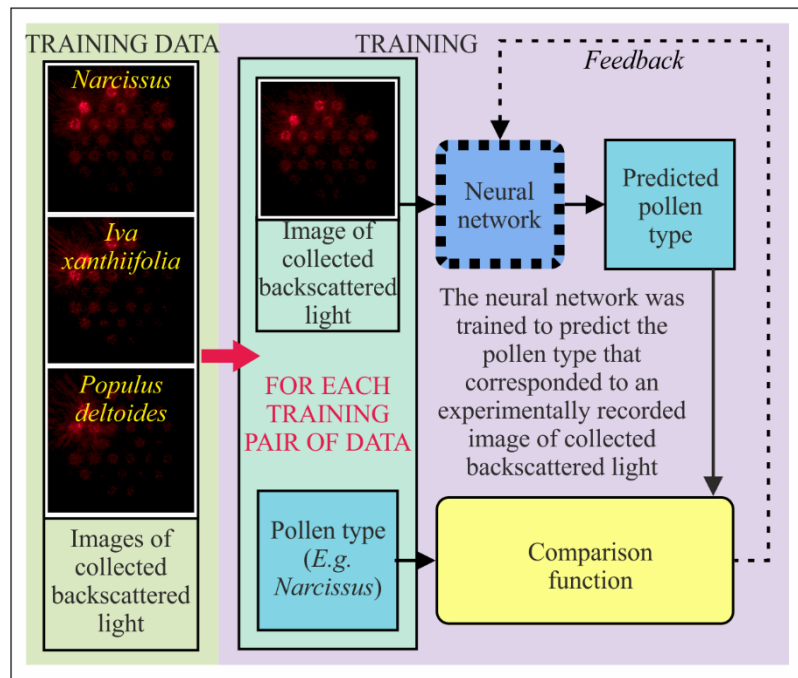 TRAINING DATA
Narcissus
Iva
xanthiifolia
Populus
deltoides
Images of
collected
backscattered
light
TRAINING
Feedback
Image of
collected
backscattered
light
FOR EACH
TRAINING
PAIR OF DATA
Pollen type
(E.g.
Narcissus)
Neural
network
Predicted
pollen
type
The neural network was
trained to predict the
pollen type that
corresponded to an
experimentally recorded
image of collected
backscattered light
Comparison
function